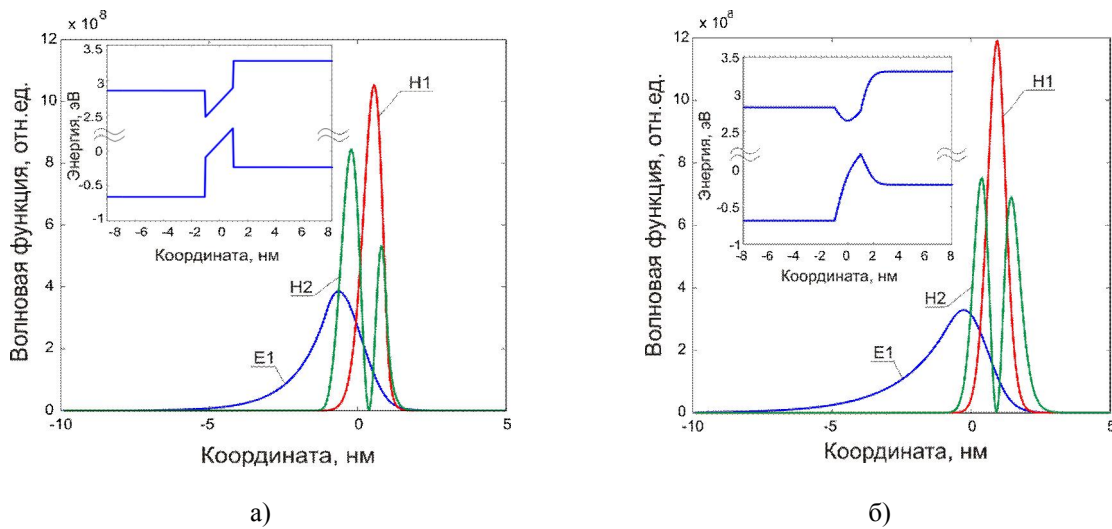 x 10⁸
12
10
8
6
4
2
0
-10
-5
0
5
Волновая функция, отн.ед.
Координата, нм
3.5
3
2.5
0
-0.5
-1
Энергия, эВ
-8 -6 -4 -2 0 2 4 6 8
Координата, нм
H1
H2
E1
а)
x 10⁸
12
10
8
6
4
2
0
-10
-5
0
5
Волновая функция, отн.ед.
Координата, нм
3.5
3
2.5
0
-0.5
-1
Энергия, эВ
-8 -6 -4 -2 0 2 4 6 8
Координата, нм
H1
H2
E1
б)